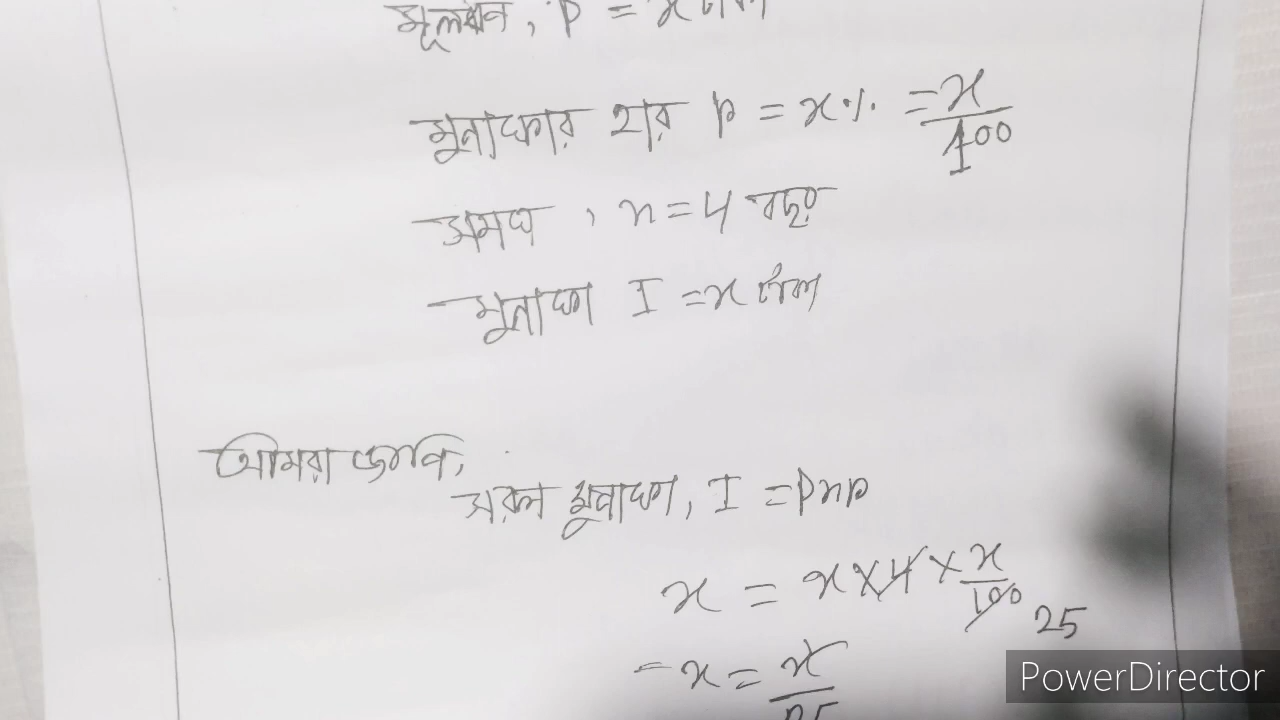 মূলধন, P = x টাকা
মুনাফার হার r = x% = x/100
সময় , n = 4 বছর
মুনাফা I = x টাকা
আমরা জানি,
সরল মুনাফা, I = Pnr
x = x × 4 × x/100 25
x = x/25
PowerDirector